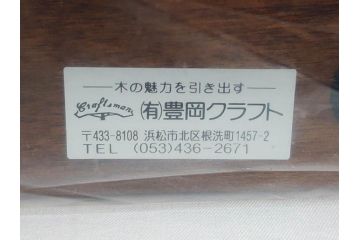 木の魅力を引き出す
Craftsman
(有)豊岡クラフト
〒433-8108 浜松市北区根洗町1457-2
TEL (053)436-2671